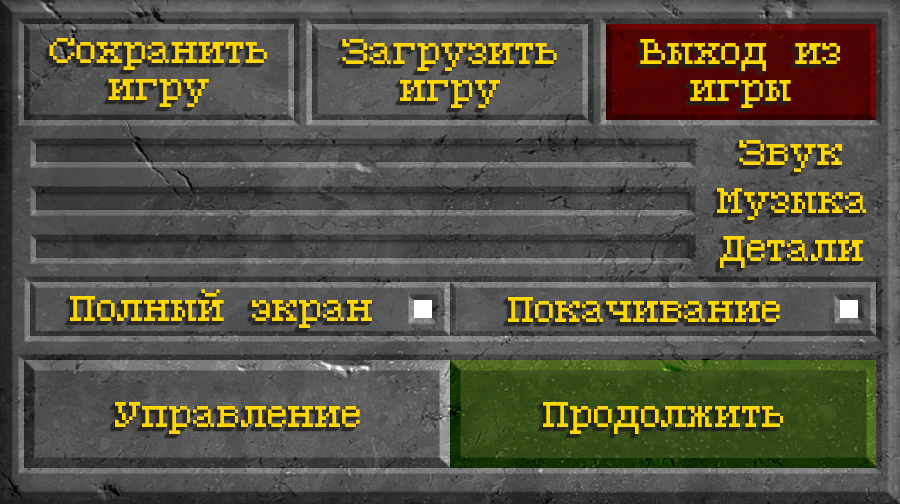 Сохранить
игру
Загрузить
игру
Выход из
игры
Звук
Музыка
Детали
Полный экран
Покачивание
Управление
Продолжить